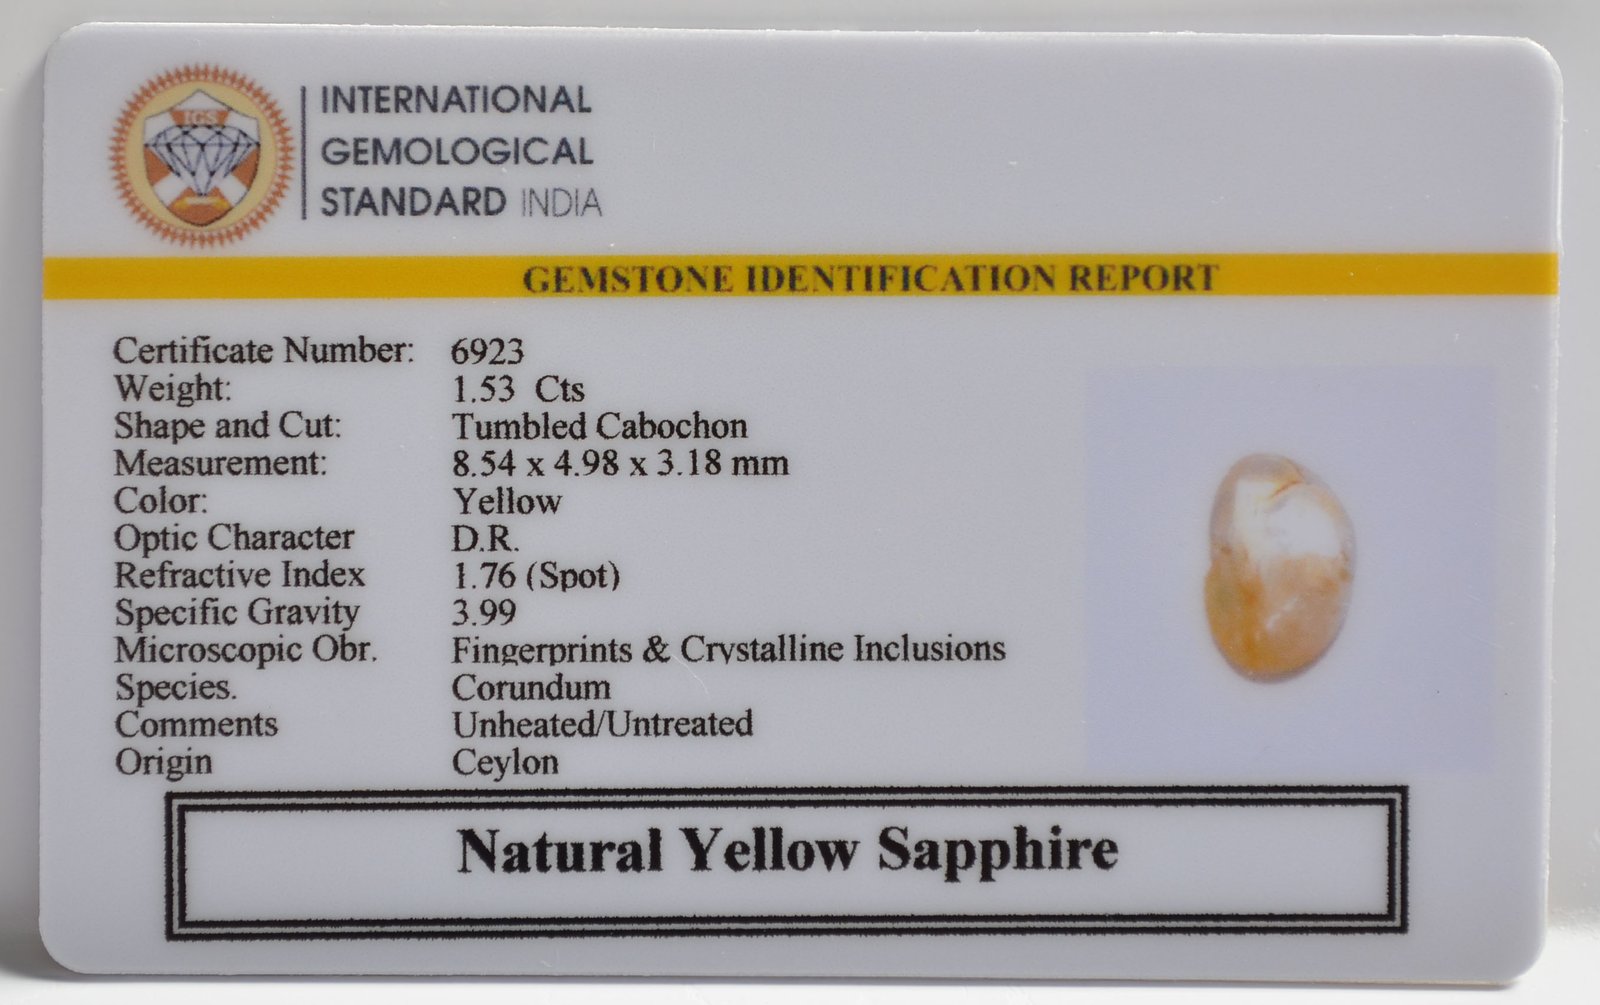 IGS
INTERNATIONAL
GEMOLOGICAL
STANDARD INDIA
GEMSTONE IDENTIFICATION REPORT
Certificate Number: 6923
Weight: 1.53 Cts
Shape and Cut: Tumbled Cabochon
Measurement: 8.54 x 4.98 x 3.18 mm
Color: Yellow
Optic Character D.R.
Refractive Index 1.76 (Spot)
Specific Gravity 3.99
Microscopic Obr. Fingerprints & Crystalline Inclusions
Species. Corundum
Comments Unheated/Untreated
Origin Ceylon
Natural Yellow Sapphire